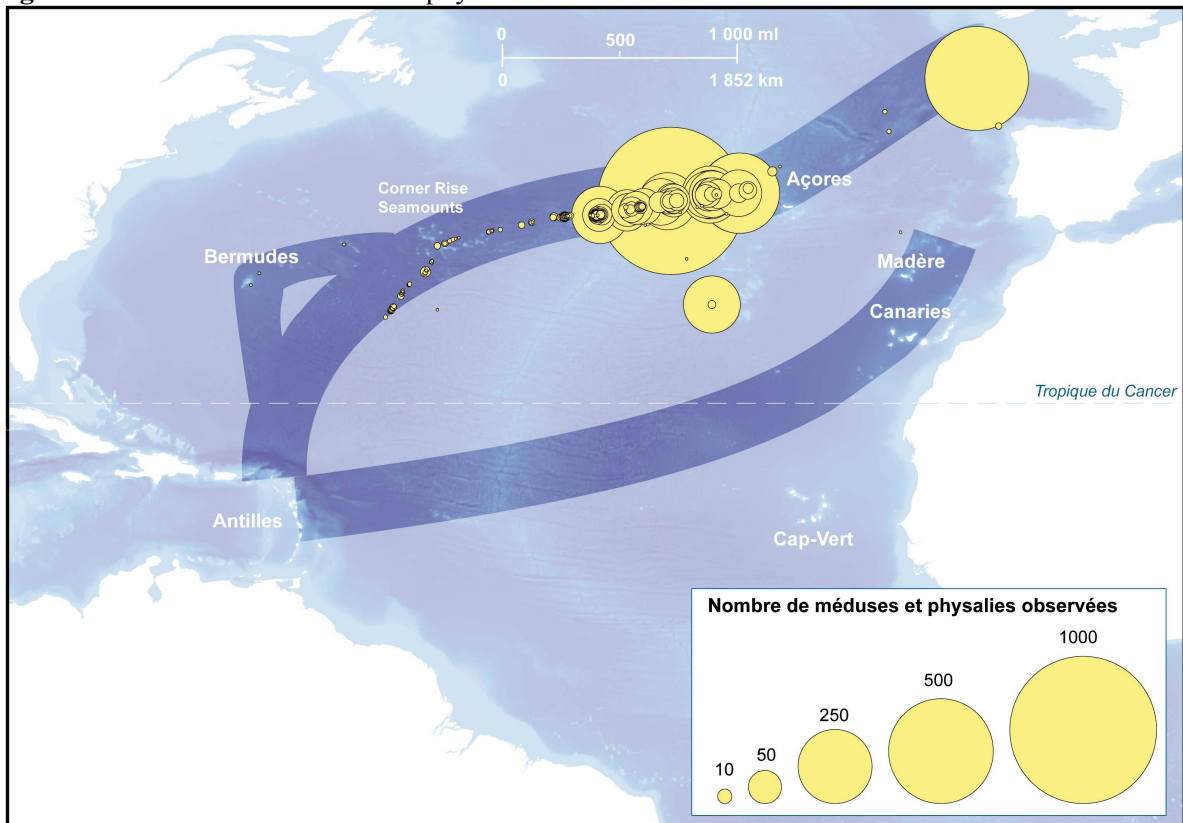 0 1 000 ml
500
0 1 852 km
Corner Rise
Seamounts
Açores
Bermudes
Madère
Canaries
Tropique du Cancer
Antilles
Cap-Vert
Nombre de méduses et physalies observées
1000
500
250
50
10